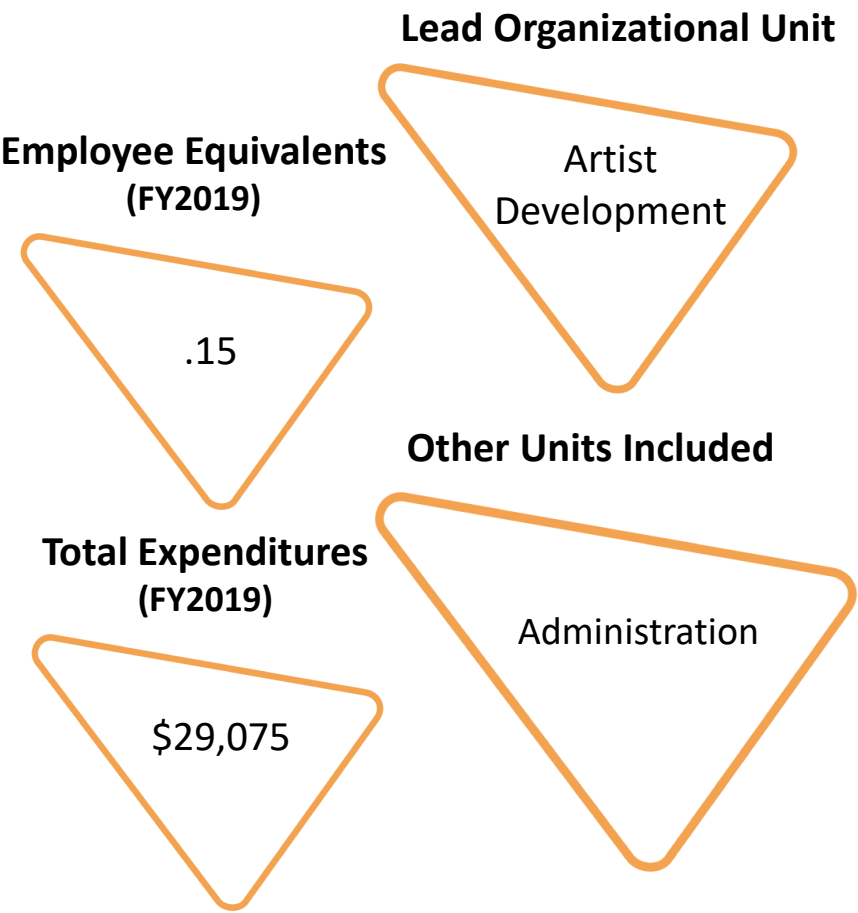 Lead Organizational Unit
Artist
Development
Employee Equivalents
(FY2019)
.15
Other Units Included
Administration
Total Expenditures
(FY2019)
$29,075